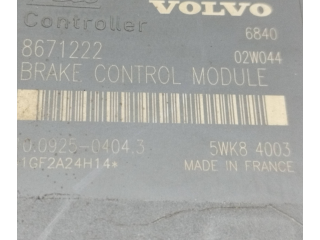 VOLVO
Controller 6840
8671222 02W044
BRAKE CONTROL MODULE
0.0925-0404.3 5WK8 4003
1GF2A24H14* MADE IN FRANCE